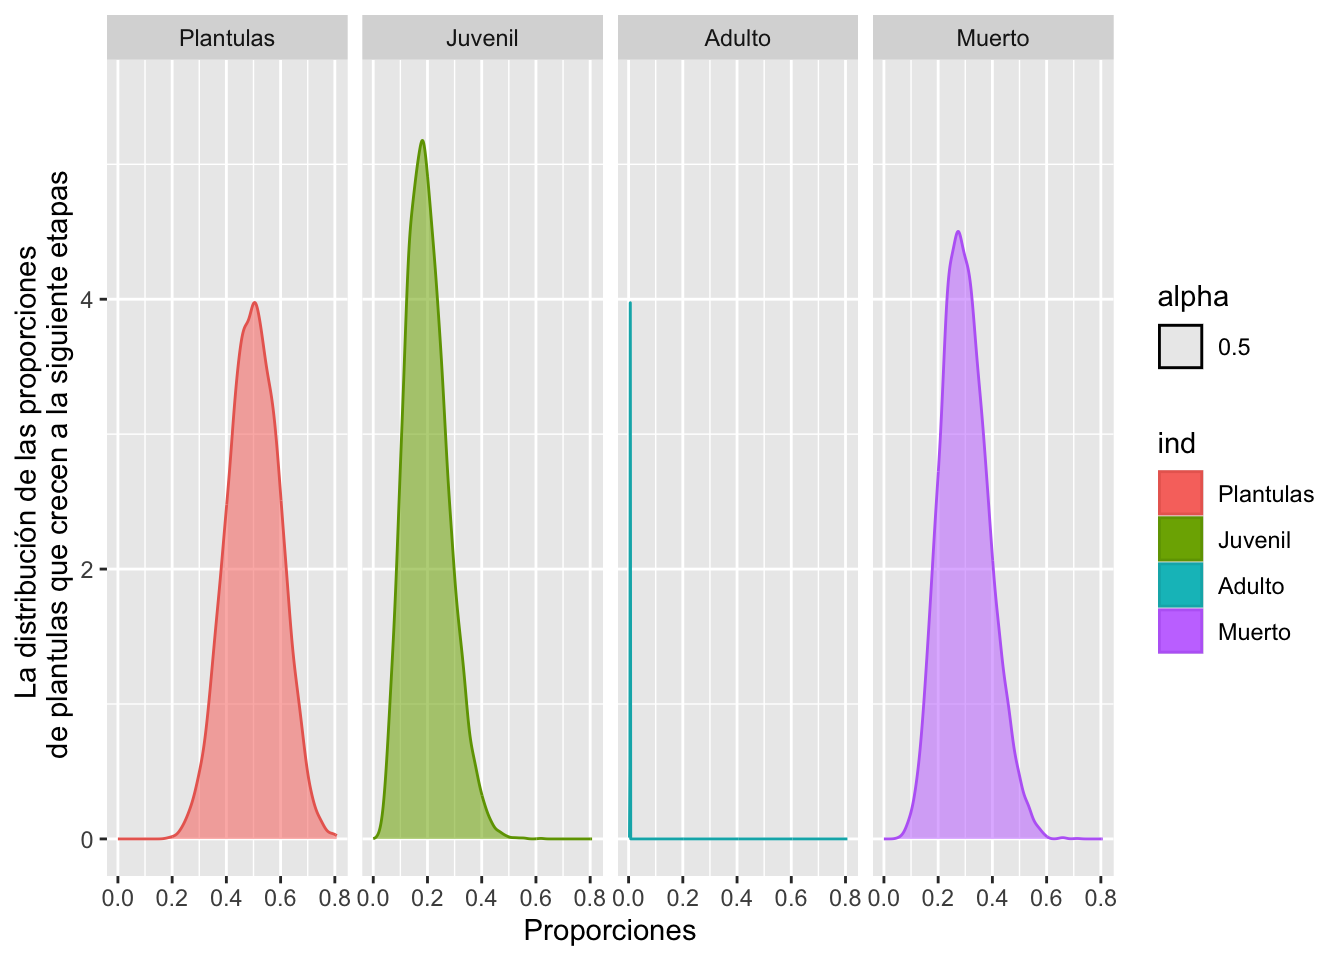 Plantulas
Juvenil
Adulto
Muerto
La distribución de las proporciones
de plantulas que crecen a la siguiente etapas
4
2
0
0.0 0.2 0.4 0.6 0.8
0.0 0.2 0.4 0.6 0.8
0.0 0.2 0.4 0.6 0.8
0.0 0.2 0.4 0.6 0.8
Proporciones
alpha
0.5
ind
Plantulas
Juvenil
Adulto
Muerto